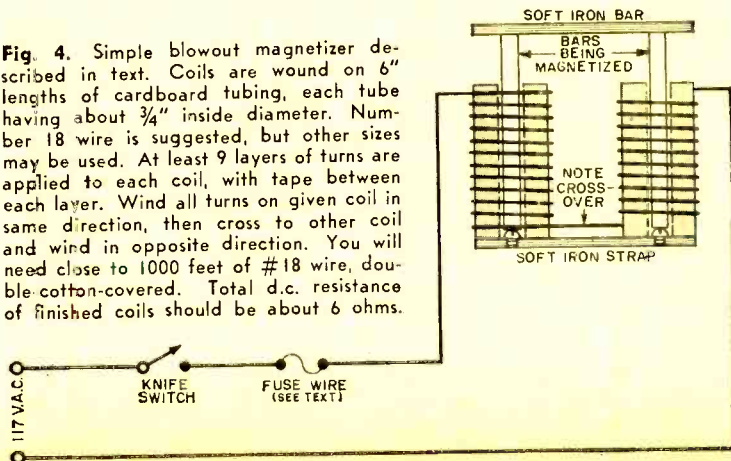 Fig. 4. Simple blowout magnetizer de-
scribed in text. Coils are wound on 6"
lengths of cardboard tubing, each tube
having about ¾" inside diameter. Num-
ber 18 wire is suggested, but other sizes
may be used. At least 9 layers of turns are
applied to each coil, with tape between
each layer. Wind all turns on given coil in
same direction, then cross to other coil
and wind in opposite direction. You will
need close to 1000 feet of #18 wire, dou-
ble-cotton-covered. Total d.c. resistance
of finished coils should be about 6 ohms.
SOFT IRON BAR
BARS
BEING
MAGNETIZED
NOTE
CROSS-
OVER
SOFT IRON STRAP
KNIFE
SWITCH
FUSE WIRE
(SEE TEXT)
117 V.A.C.